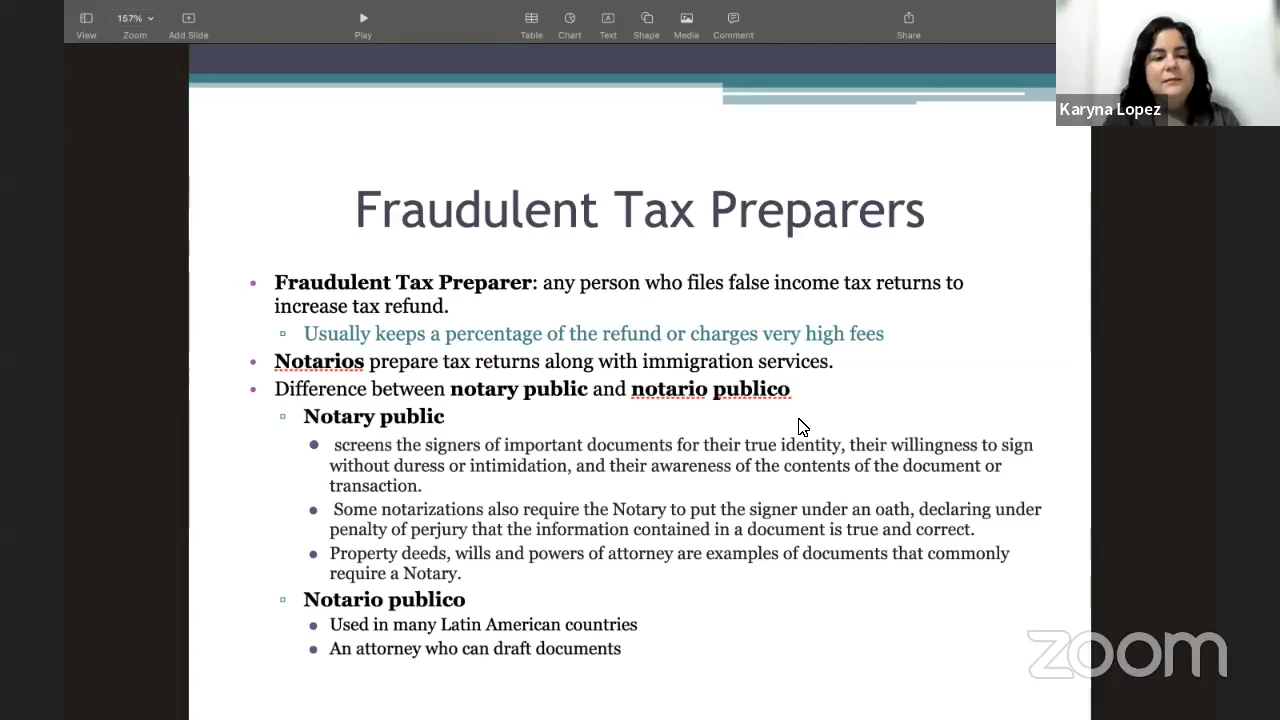 View
157%
Zoom
Add Slide
Play
Table
Chart
Text
Shape
Media
Comment
Share
Karyna Lopez
Fraudulent Tax Preparers
Fraudulent Tax Preparer: any person who files false income tax returns to
increase tax refund.
Usually keeps a percentage of the refund or charges very high fees
Notarios prepare tax returns along with immigration services.
Difference between notary public and notario publico
Notary public
screens the signers of important documents for their true identity, their willingness to sign
without duress or intimidation, and their awareness of the contents of the document or
transaction.
Some notarizations also require the Notary to put the signer under an oath, declaring under
penalty of perjury that the information contained in a document is true and correct.
Property deeds, wills and powers of attorney are examples of documents that commonly
require a Notary.
Notario publico
Used in many Latin American countries
An attorney who can draft documents
zoom